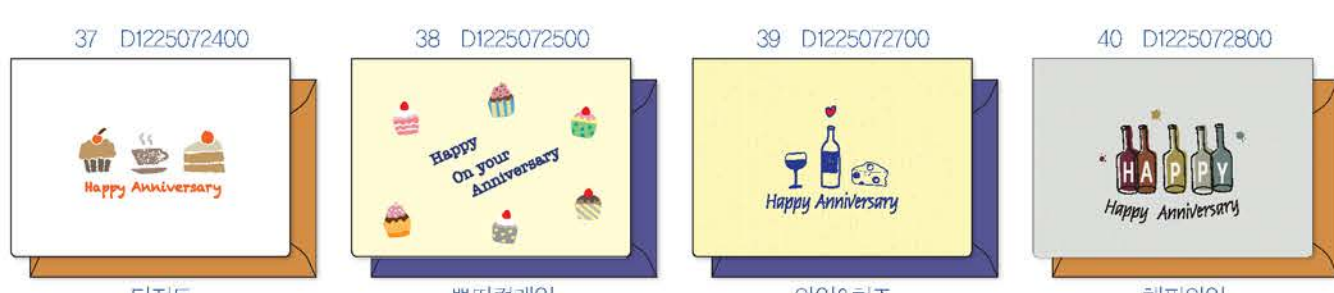 37 D1225072400
38 D1225072500
39 D1225072700
40 D1225072800
Happy Anniversary
Happy
On your
Anniversary
Happy Anniversary
HAPPY
Happy Anniversary